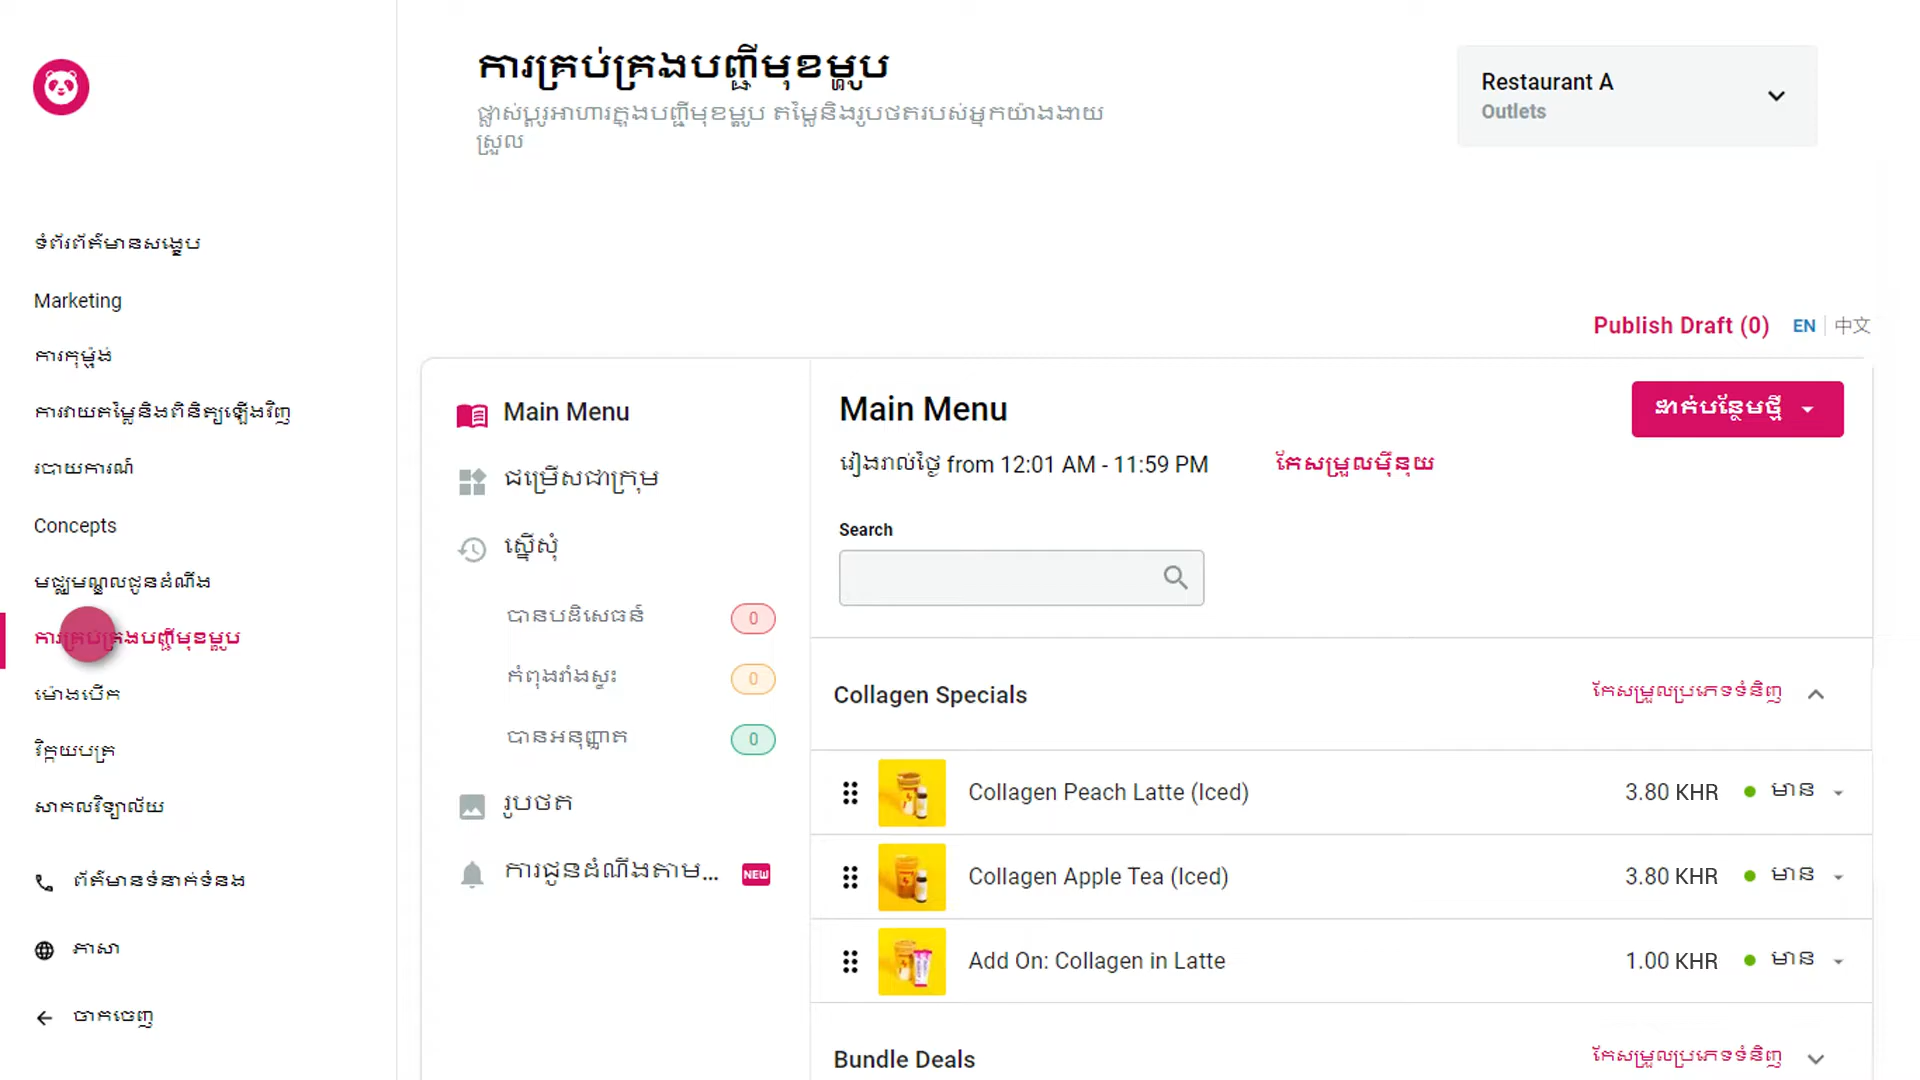 ការគ្រប់គ្រងបញ្ជីមុខម្ហូប
ផ្លាស់ប្តូរអាហារក្នុងបញ្ជីមុខម្ហូប តម្លៃនិងរូបថតរបស់អ្នកយ៉ាងងាយ
ស្រួល
Restaurant A
Outlets
ទំព័រព័ត៌មានសង្ខេប
Marketing
ការកុម្ម៉ង់
ការវាយតម្លៃនិងពិនិត្យឡើងវិញ
របាយការណ៍
Concepts
មជ្ឈមណ្ឌលជូនដំណឹង
ការគ្រប់គ្រងបញ្ជីមុខម្ហូប
ម៉ោងបើក
វិក្កយបត្រ
សាកលវិទ្យាល័យ
ព័ត៌មានទំនាក់ទំនង
ភាសា
ចាកចេញ
Publish Draft (0) EN 中文
Main Menu
ជម្រើសជាក្រុម
ស្នើសុំ
បានបដិសេធន៍ 0
កំពុងរង់ចាំស្ទះ 0
បានអនុញ្ញាត 0
រូបថត
ការជូនដំណឹងតាម... NEW
Main Menu
ដាក់បន្ថែមថ្មី
រៀងរាល់ថ្ងៃ from 12:01 AM - 11:59 PM
កែសម្រួលម៉ីនុយ
Search
Collagen Specials
កែសម្រួលប្រភេទទំនិញ
Collagen Peach Latte (Iced) 3.80 KHR មាន
Collagen Apple Tea (Iced) 3.80 KHR មាន
Add On: Collagen in Latte 1.00 KHR មាន
Bundle Deals
កែសម្រួលប្រភេទទំនិញ